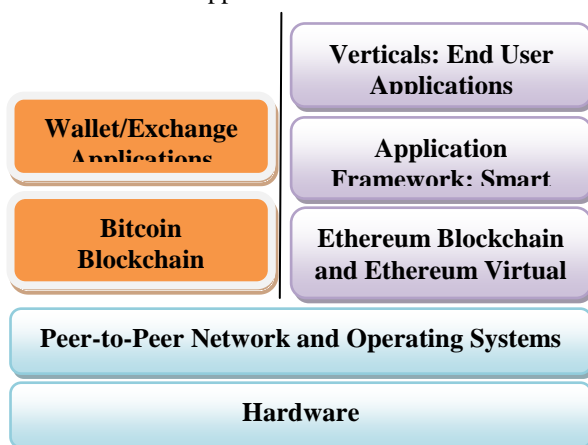 Verticals: End User
Applications
Wallet/Exchange
Applications
Application
Framework: Smart
Bitcoin
Blockchain
Ethereum Blockchain
and Ethereum Virtual
Peer-to-Peer Network and Operating Systems
Hardware